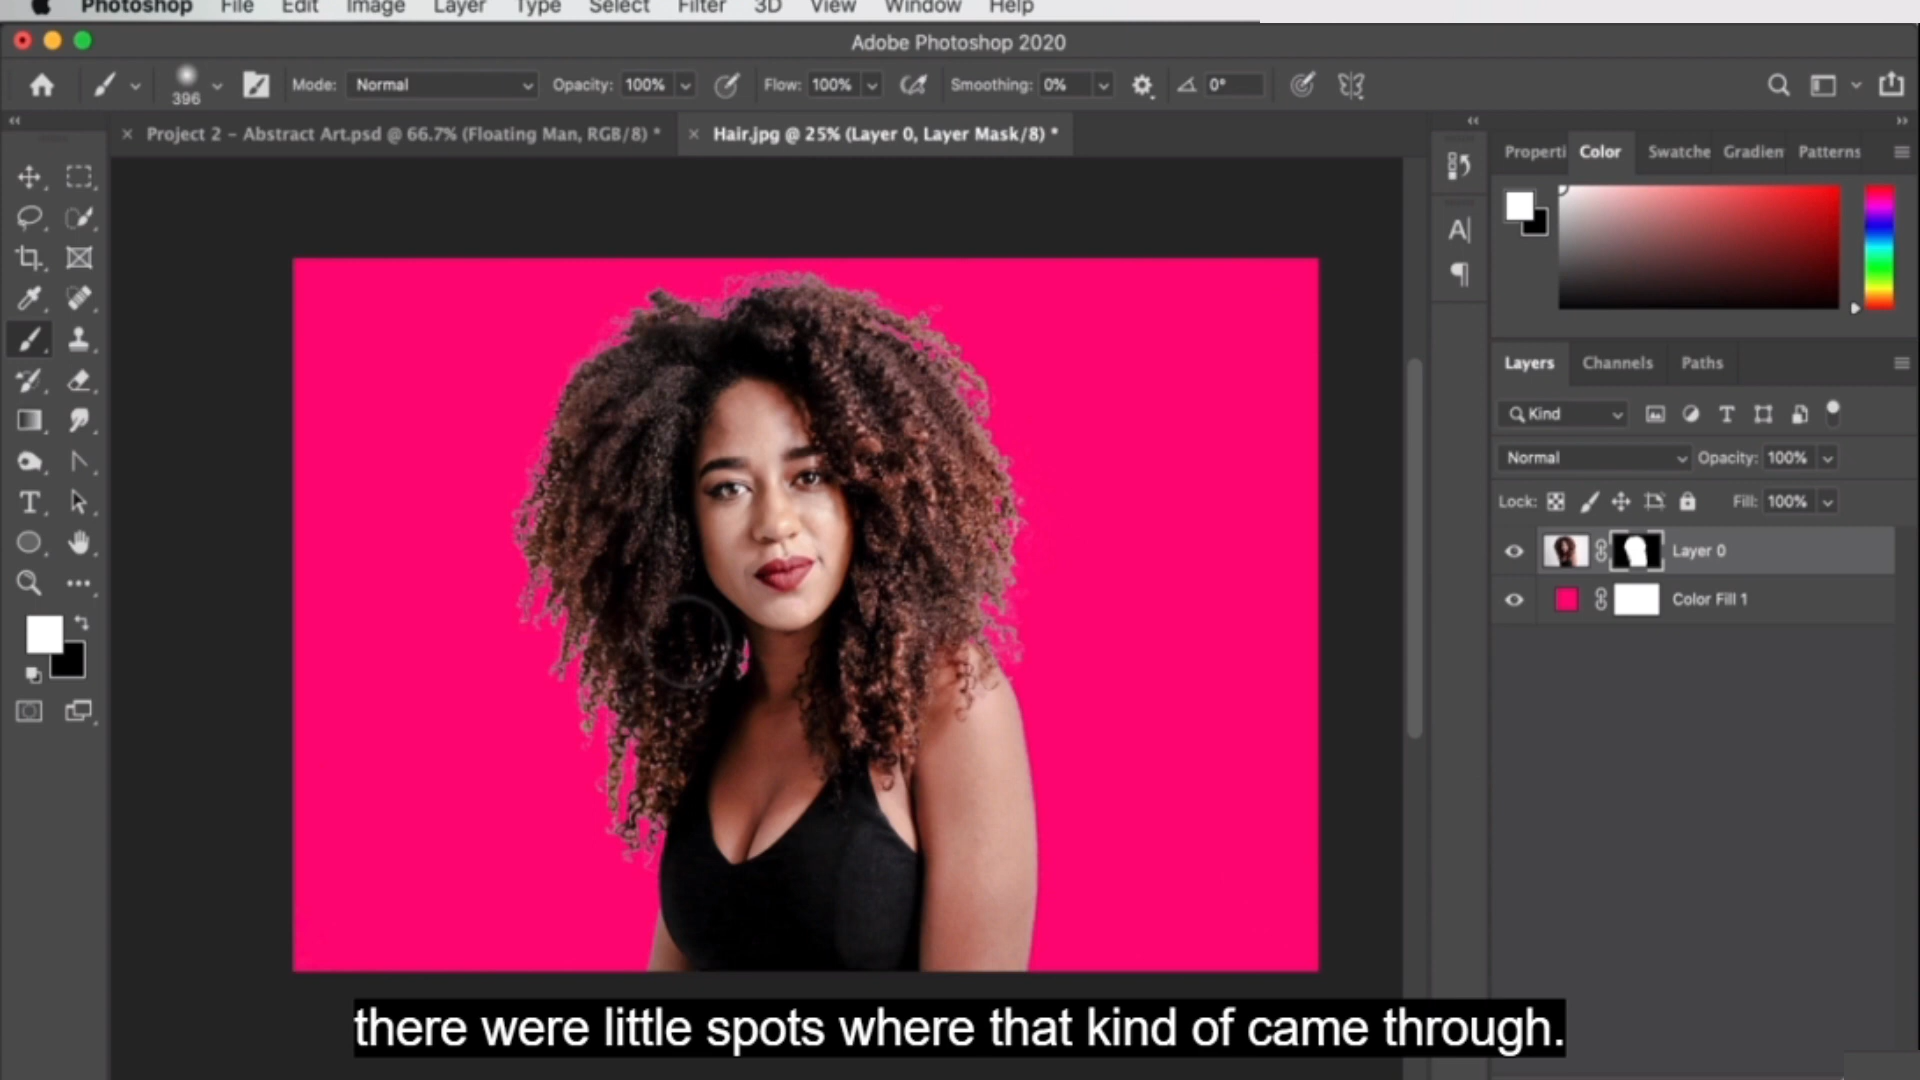 Photoshop File Edit Image Layer Type Select Filter 3D View Window Help
Adobe Photoshop 2020
396 Mode: Normal Opacity: 100% Flow: 100% Smoothing: 0% 0°
Project 2 - Abstract Art.psd @ 66.7% (Floating Man, RGB/8) *
Hair.jpg @ 25% (Layer 0, Layer Mask/8) *
Properti Color Swatche Gradien Patterns
Layers Channels Paths
Kind
Normal Opacity: 100%
Lock: Fill: 100%
Layer 0
Color Fill 1
there were little spots where that kind of came through.